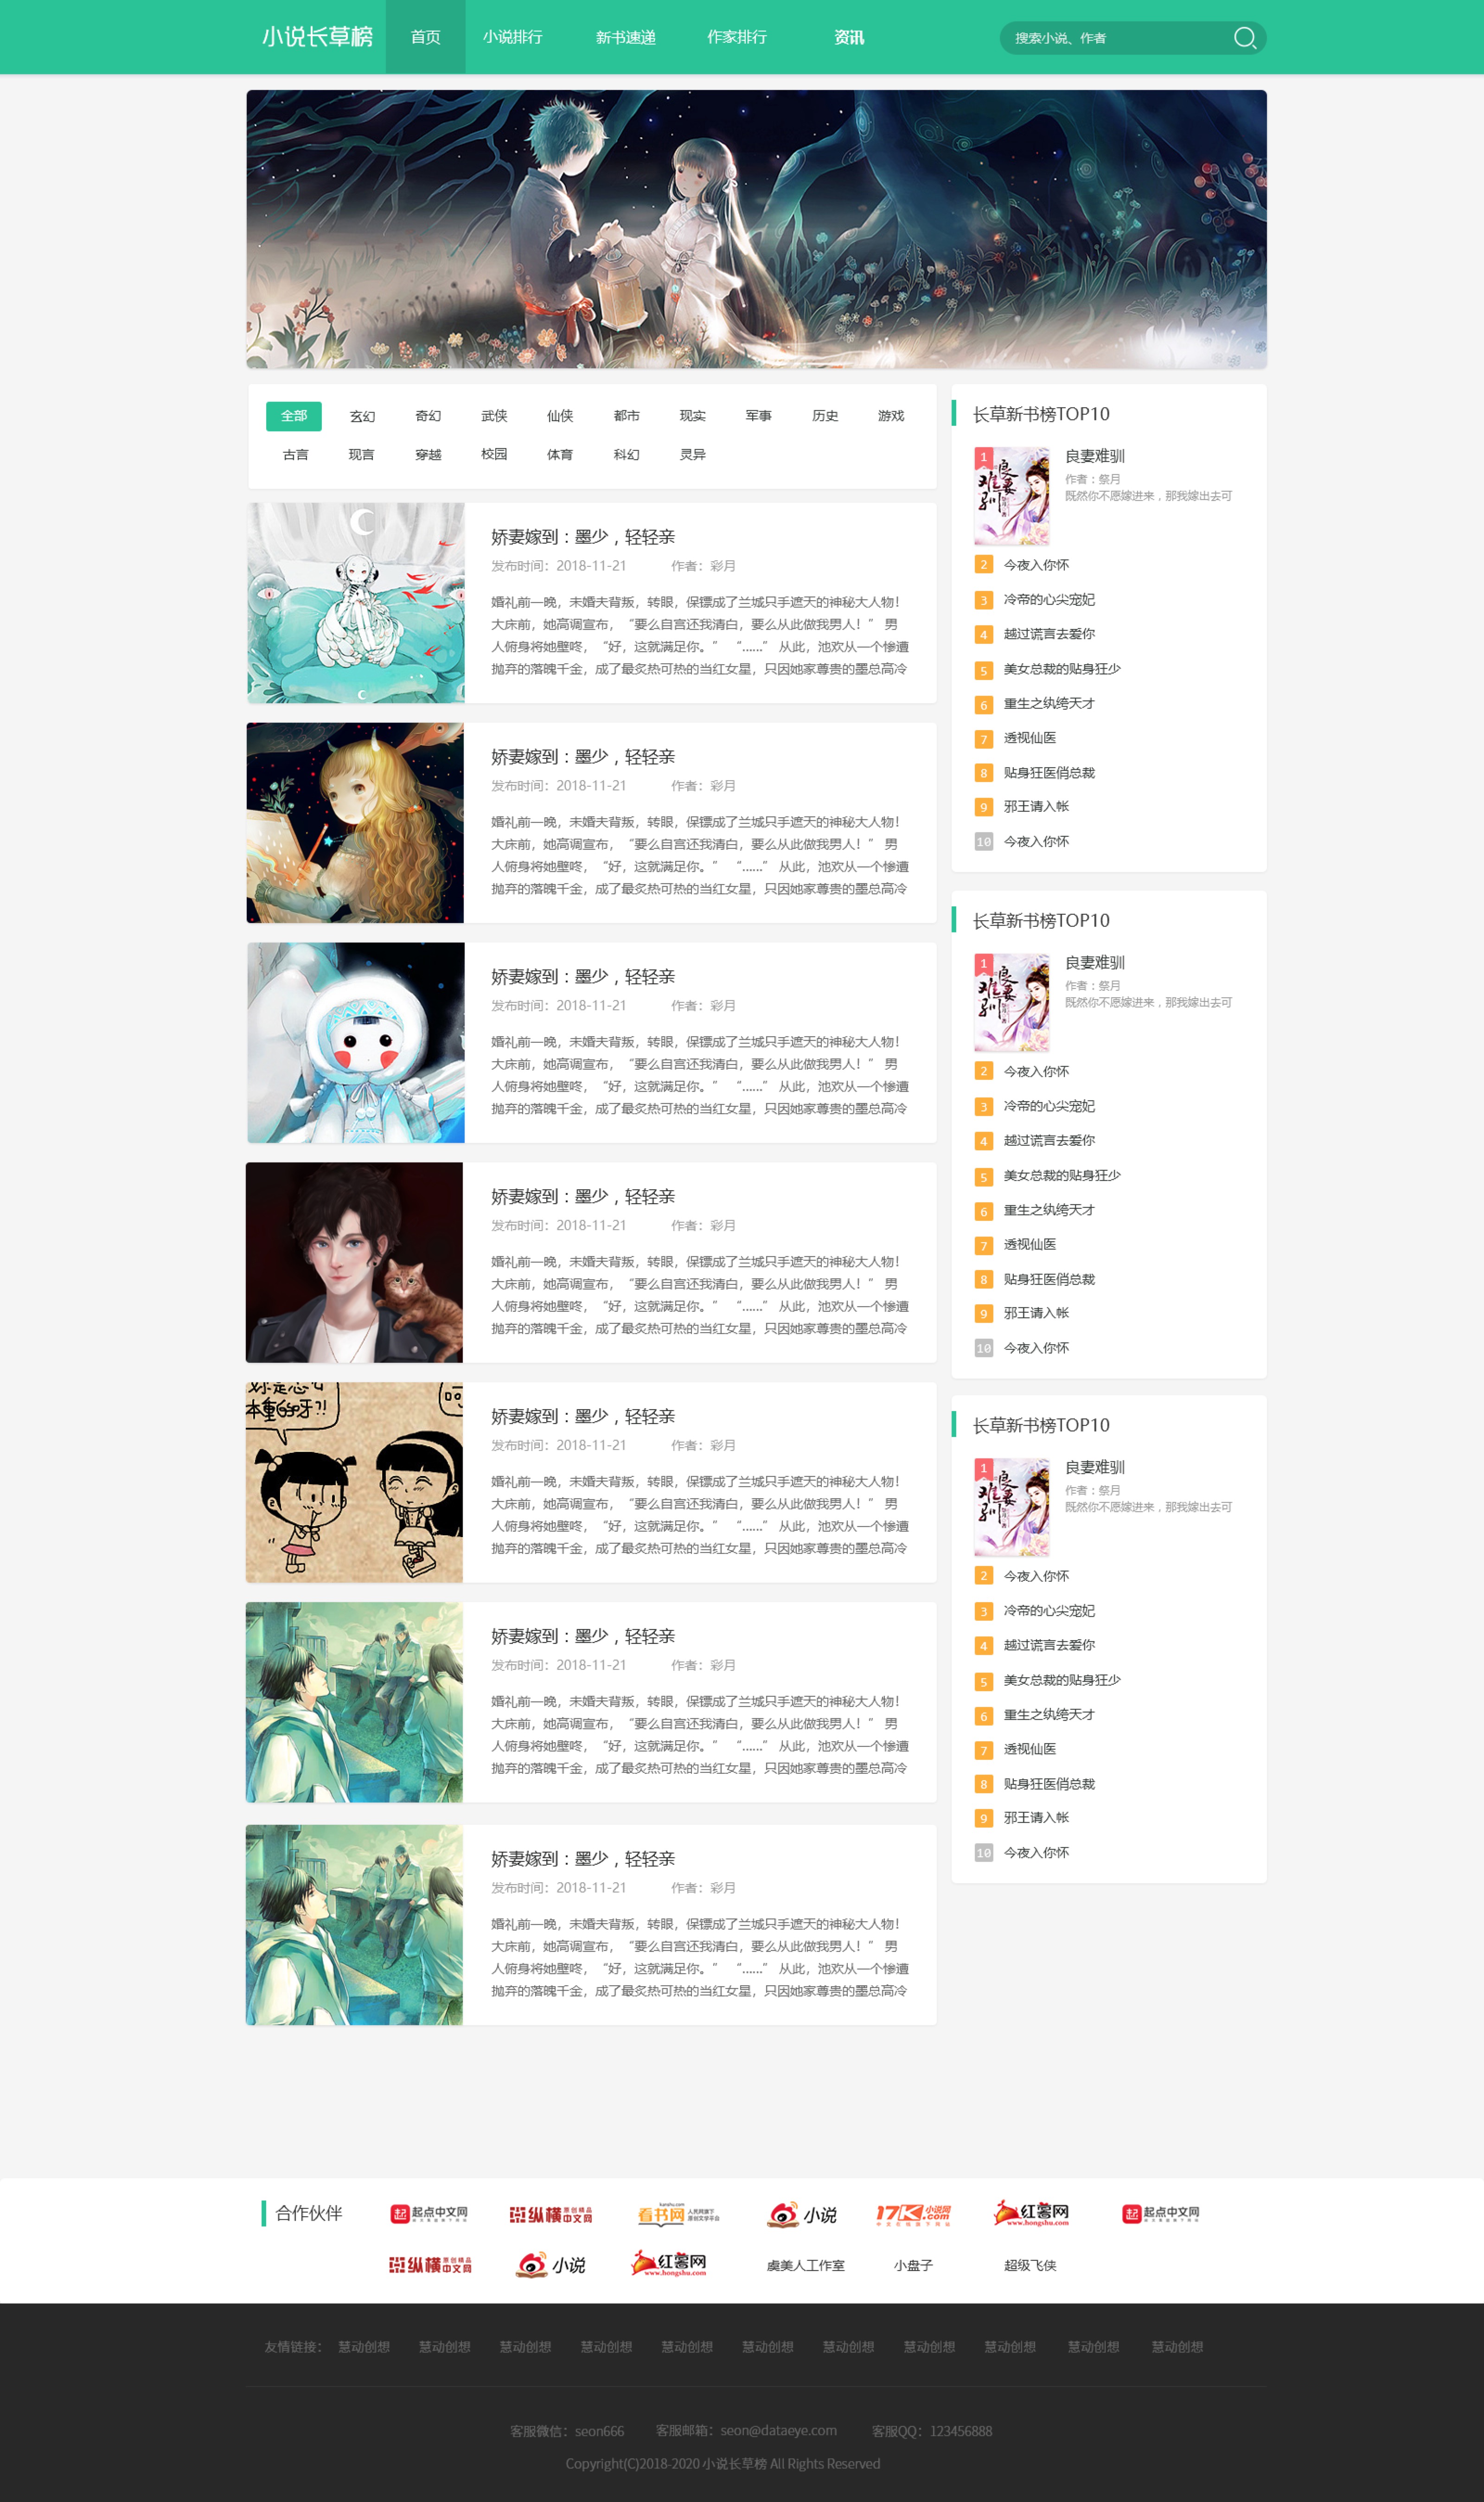 小说长草榜 首页 小说排行 新书速递 作家排行 资讯 搜索小说、作者
全部 玄幻 奇幻 武侠 仙侠 都市 现实 军事 历史 游戏
古言 现言 穿越 校园 体育 科幻 灵异
娇妻嫁到：墨少，轻轻亲
发布时间：2018-11-21 作者：彩月
婚礼前一晚，未婚夫背叛，转眼，保镖成了兰城只手遮天的神秘大人物！
大床前，她高调宣布，“要么自宫还我清白，要么从此做我男人！” 男
人俯身将她壁咚，“好，这就满足你。” “……” 从此，池欢从一个惨遭
抛弃的落魄千金，成了最炙热可热的当红女星，只因她家尊贵的墨总高冷
娇妻嫁到：墨少，轻轻亲
发布时间：2018-11-21 作者：彩月
婚礼前一晚，未婚夫背叛，转眼，保镖成了兰城只手遮天的神秘大人物！
大床前，她高调宣布，“要么自宫还我清白，要么从此做我男人！” 男
人俯身将她壁咚，“好，这就满足你。” “……” 从此，池欢从一个惨遭
抛弃的落魄千金，成了最炙热可热的当红女星，只因她家尊贵的墨总高冷
娇妻嫁到：墨少，轻轻亲
发布时间：2018-11-21 作者：彩月
婚礼前一晚，未婚夫背叛，转眼，保镖成了兰城只手遮天的神秘大人物！
大床前，她高调宣布，“要么自宫还我清白，要么从此做我男人！” 男
人俯身将她壁咚，“好，这就满足你。” “……” 从此，池欢从一个惨遭
抛弃的落魄千金，成了最炙热可热的当红女星，只因她家尊贵的墨总高冷
娇妻嫁到：墨少，轻轻亲
发布时间：2018-11-21 作者：彩月
婚礼前一晚，未婚夫背叛，转眼，保镖成了兰城只手遮天的神秘大人物！
大床前，她高调宣布，“要么自宫还我清白，要么从此做我男人！” 男
人俯身将她壁咚，“好，这就满足你。” “……” 从此，池欢从一个惨遭
抛弃的落魄千金，成了最炙热可热的当红女星，只因她家尊贵的墨总高冷
娇妻嫁到：墨少，轻轻亲
发布时间：2018-11-21 作者：彩月
婚礼前一晚，未婚夫背叛，转眼，保镖成了兰城只手遮天的神秘大人物！
大床前，她高调宣布，“要么自宫还我清白，要么从此做我男人！” 男
人俯身将她壁咚，“好，这就满足你。” “……” 从此，池欢从一个惨遭
抛弃的落魄千金，成了最炙热可热的当红女星，只因她家尊贵的墨总高冷
娇妻嫁到：墨少，轻轻亲
发布时间：2018-11-21 作者：彩月
婚礼前一晚，未婚夫背叛，转眼，保镖成了兰城只手遮天的神秘大人物！
大床前，她高调宣布，“要么自宫还我清白，要么从此做我男人！” 男
人俯身将她壁咚，“好，这就满足你。” “……” 从此，池欢从一个惨遭
抛弃的落魄千金，成了最炙热可热的当红女星，只因她家尊贵的墨总高冷
娇妻嫁到：墨少，轻轻亲
发布时间：2018-11-21 作者：彩月
婚礼前一晚，未婚夫背叛，转眼，保镖成了兰城只手遮天的神秘大人物！
大床前，她高调宣布，“要么自宫还我清白，要么从此做我男人！” 男
人俯身将她壁咚，“好，这就满足你。” “……” 从此，池欢从一个惨遭
抛弃的落魄千金，成了最炙热可热的当红女星，只因她家尊贵的墨总高冷
长草新书榜TOP10
1 良妻难驯
作者：祭月
既然你不愿嫁进来，那我嫁出去可
2 今夜入你怀
3 冷帝的心尖宠妃
4 越过谎言去爱你
5 美女总裁的贴身狂少
6 重生之纨绔天才
7 透视仙医
8 贴身狂医俏总裁
9 邪王请入帐
10 今夜入你怀
长草新书榜TOP10
1 良妻难驯
作者：祭月
既然你不愿嫁进来，那我嫁出去可
2 今夜入你怀
3 冷帝的心尖宠妃
4 越过谎言去爱你
5 美女总裁的贴身狂少
6 重生之纨绔天才
7 透视仙医
8 贴身狂医俏总裁
9 邪王请入帐
10 今夜入你怀
长草新书榜TOP10
1 良妻难驯
作者：祭月
既然你不愿嫁进来，那我嫁出去可
2 今夜入你怀
3 冷帝的心尖宠妃
4 越过谎言去爱你
5 美女总裁的贴身狂少
6 重生之纨绔天才
7 透视仙医
8 贴身狂医俏总裁
9 邪王请入帐
10 今夜入你怀
合作伙伴 起点中文网 纵横中文网 原创精品 看书网 kanshu.com 小说 17K.com 小说网 红薯网 www.hongshu.com 起点中文网
纵横中文网 原创精品 小说 红薯网 www.hongshu.com 虞美人工作室 小盘子 超级飞侠
友情链接： 慧动创想 慧动创想 慧动创想 慧动创想 慧动创想 慧动创想 慧动创想 慧动创想 慧动创想 慧动创想 慧动创想
客服微信：seon666 客服邮箱：seon@dataeye.com 客服QQ：123456888
Copyright(C)2018-2020 小说长草榜 All Rights Reserved